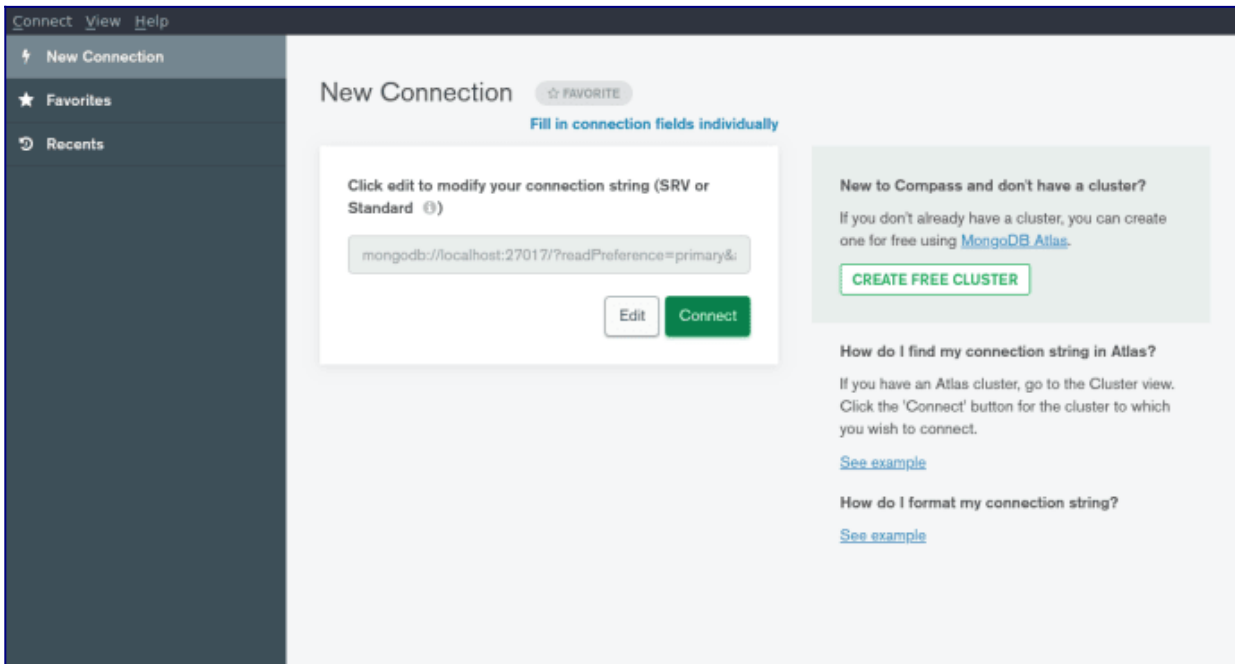 Connect View Help
New Connection
Favorites
Recents
New Connection
FAVORITE
Fill in connection fields individually
Click edit to modify your connection string (SRV or
Standard )
mongodb://localhost:27017/?readPreference=primary&
Edit
Connect
New to Compass and don't have a cluster?
If you don't already have a cluster, you can create
one for free using MongoDB Atlas.
CREATE FREE CLUSTER
How do I find my connection string in Atlas?
If you have an Atlas cluster, go to the Cluster view.
Click the 'Connect' button for the cluster to which
you wish to connect.
See example
How do I format my connection string?
See example